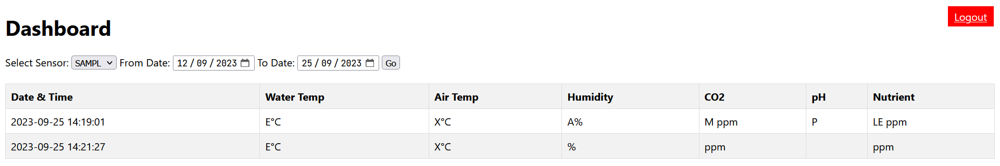 Logout
Dashboard
Select Sensor: SAMPL From Date: 12/09/2023 To Date: 25/09/2023 Go
Date & Time Water Temp Air Temp Humidity CO2 pH Nutrient
2023-09-25 14:19:01 E°C X°C A% M ppm P LE ppm
2023-09-25 14:21:27 E°C X°C % ppm ppm